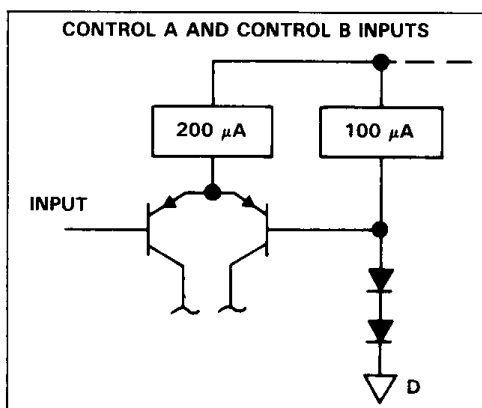 CONTROL A AND CONTROL B INPUTS
200 μA
100 μA
INPUT
D